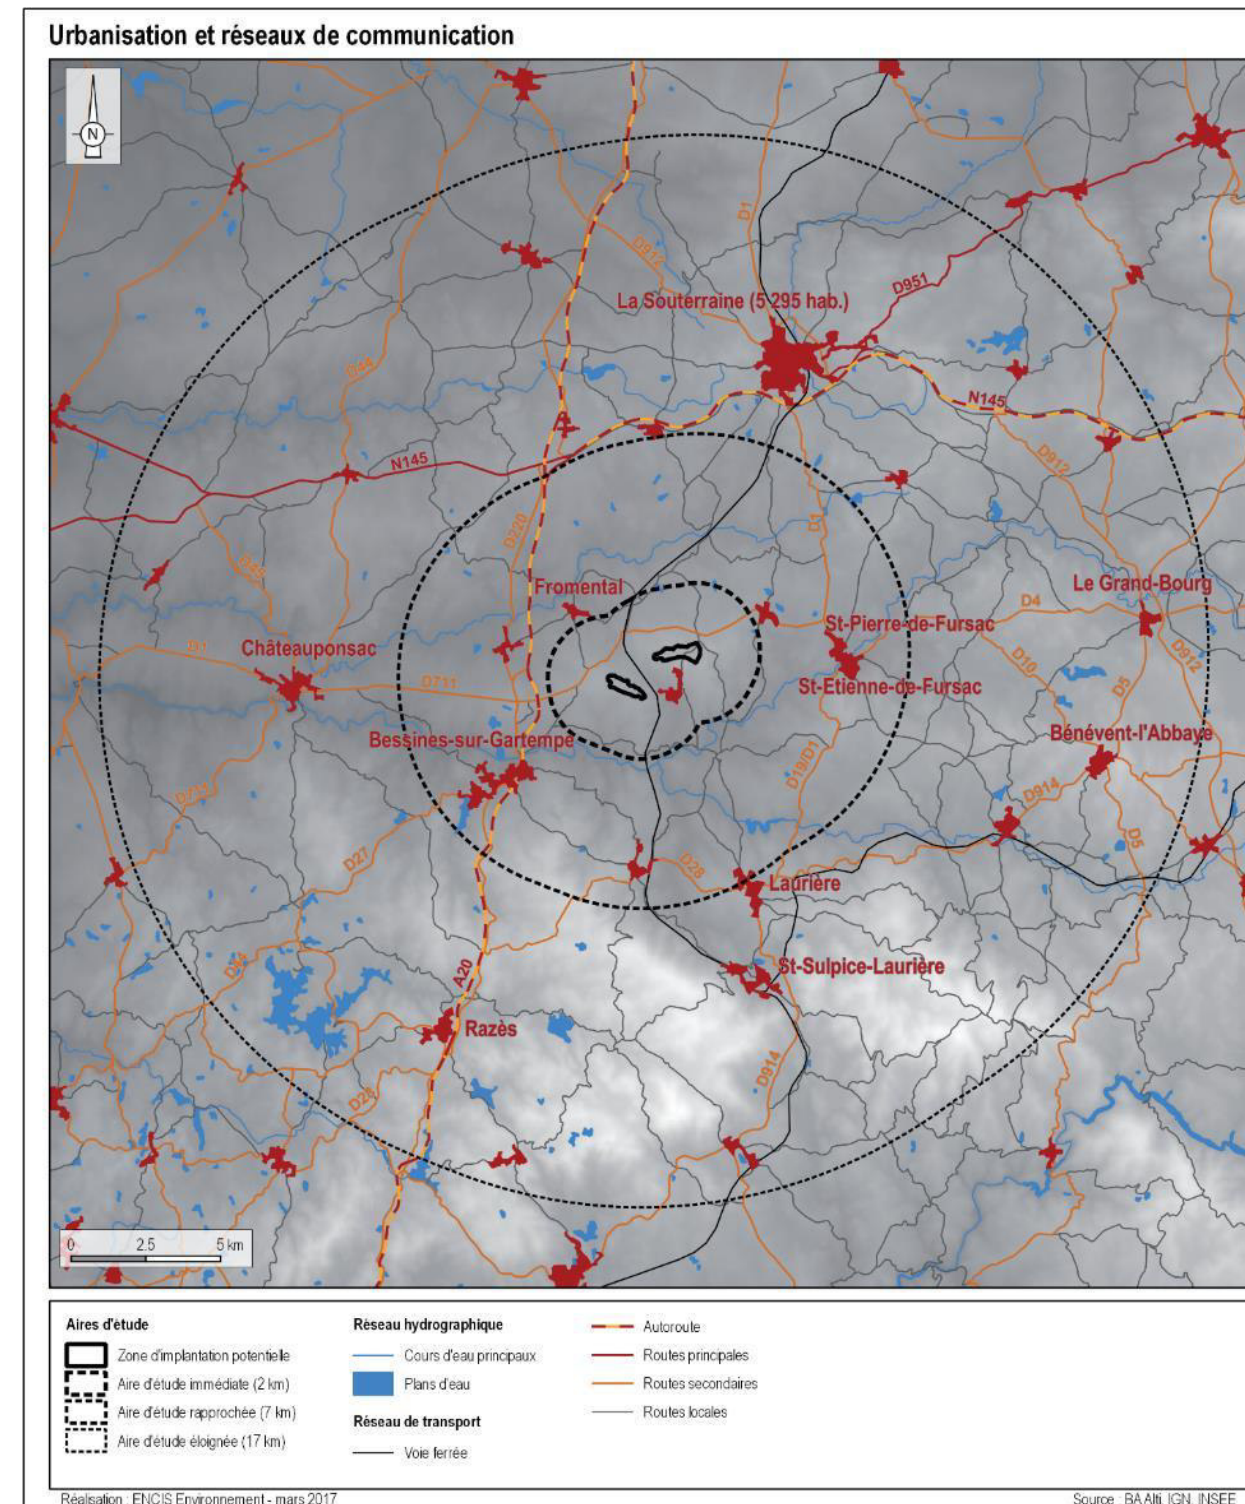 Urbanisation et réseaux de communication
N
D1
D912
D951
La Souterraine (5 295 hab.)
D44
N145
N145
D912
D220
D1
Fromental
Le Grand-Bourg
D4
St-Pierre-de-Fursac
D1
Châteauponsac
D10
D912
D711
St-Etienne-de-Fursac
D5
Bessines-sur-Gartempe
Bénévent-l'Abbaye
D19/D1
D711
D914
D27
D28
D5
Laurière
D44
A20
St-Sulpice-Laurière
Razès
D914
D28
0 2.5 5 km
Aires d'étude
Zone d'implantation potentielle
Aire d'étude immédiate (2 km)
Aire d'étude rapprochée (7 km)
Aire d'étude éloignée (17 km)
Réseau hydrographique
Cours d'eau principaux
Plans d'eau
Réseau de transport
Voie ferrée
Autoroute
Routes principales
Routes secondaires
Routes locales
Réalisation : ENCIS Environnement - mars 2017
Source : BA Alti, IGN, INSEE